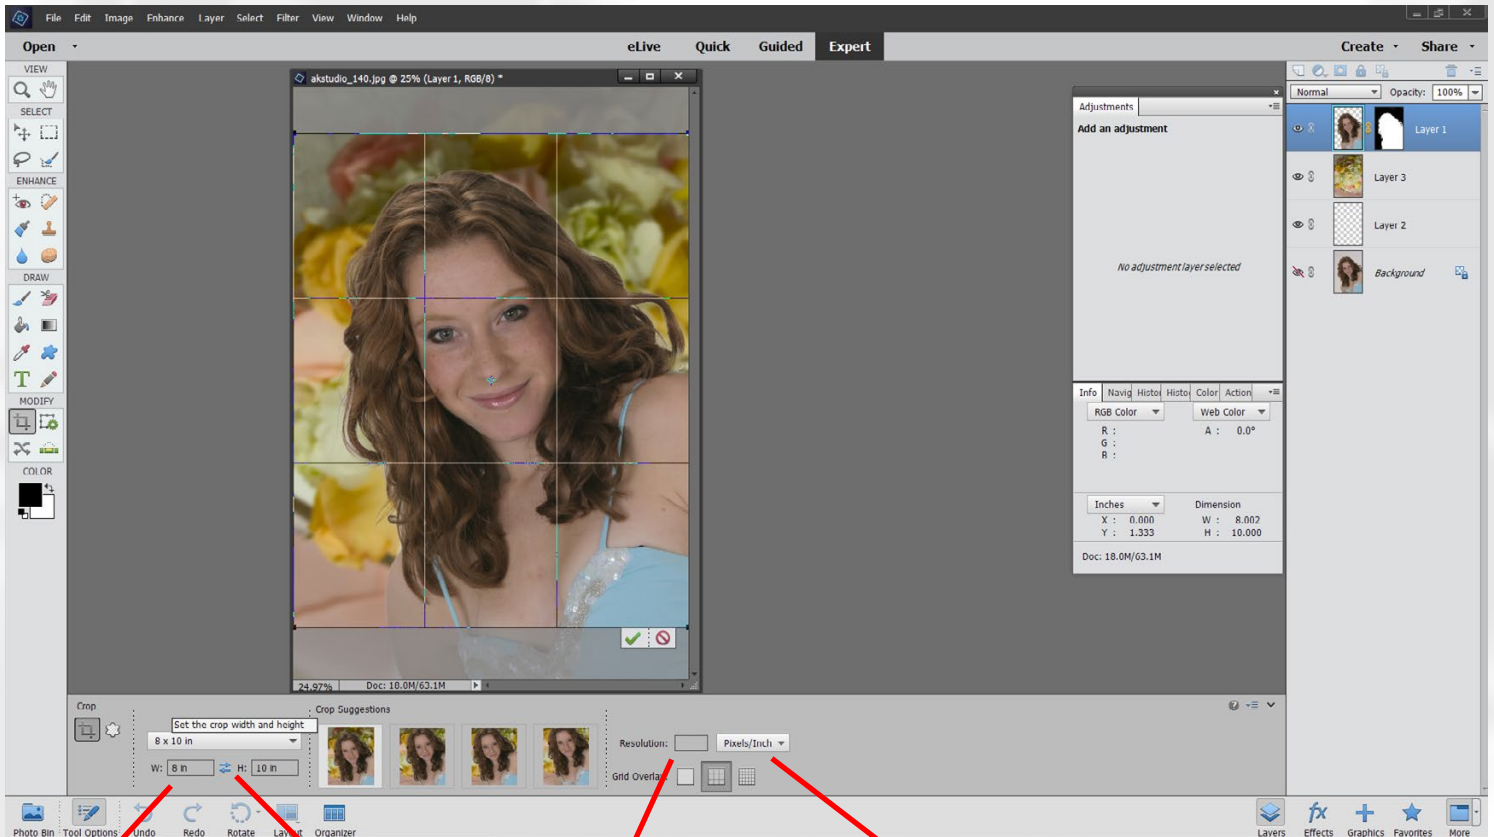 File Edit Image Enhance Layer Select Filter View Window Help
Open eLive Quick Guided Expert Create Share
VIEW
SELECT
ENHANCE
DRAW
MODIFY
COLOR
akstudio_140.jpg @ 25% (Layer 1, RGB/8) *
24.97% Doc: 18.0M/63.1M
Adjustments
Add an adjustment
No adjustment layer selected
Info Navig Histo Color Action
RGB Color Web Color
R : A : 0.0°
G :
B :
Inches Dimension
X : 0.000 W : 8.002
Y : 1.333 H : 10.000
Doc: 18.0M/63.1M
Normal Opacity: 100%
Layer 1
Layer 3
Layer 2
Background
Crop
Set the crop width and height
8 x 10 in
W: 8 in H: 10 in
Crop Suggestions
Resolution: Pixels/Inch
Grid Overlay
Photo Bin Tool Options Undo Redo Rotate Layout Organizer
Layers Effects Graphics Favorites More